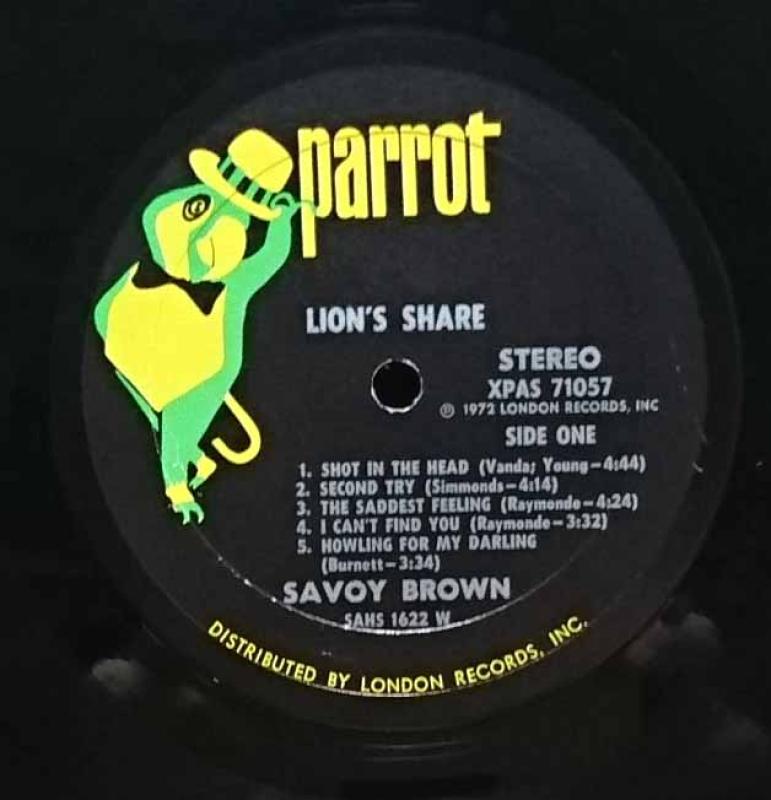 parrot
LION'S SHARE
STEREO
XPAS 71057
℗ 1972 LONDON RECORDS, INC
SIDE ONE
1. SHOT IN THE HEAD (Vanda; Young—4:44)
2. SECOND TRY (Simmonds—4:14)
3. THE SADDEST FEELING (Raymonde—4:24)
4. I CAN'T FIND YOU (Raymonde—3:32)
5. HOWLING FOR MY DARLING
(Burnett—3:34)
SAVOY BROWN
SAHS 1622 W
DISTRIBUTED BY LONDON RECORDS, INC.